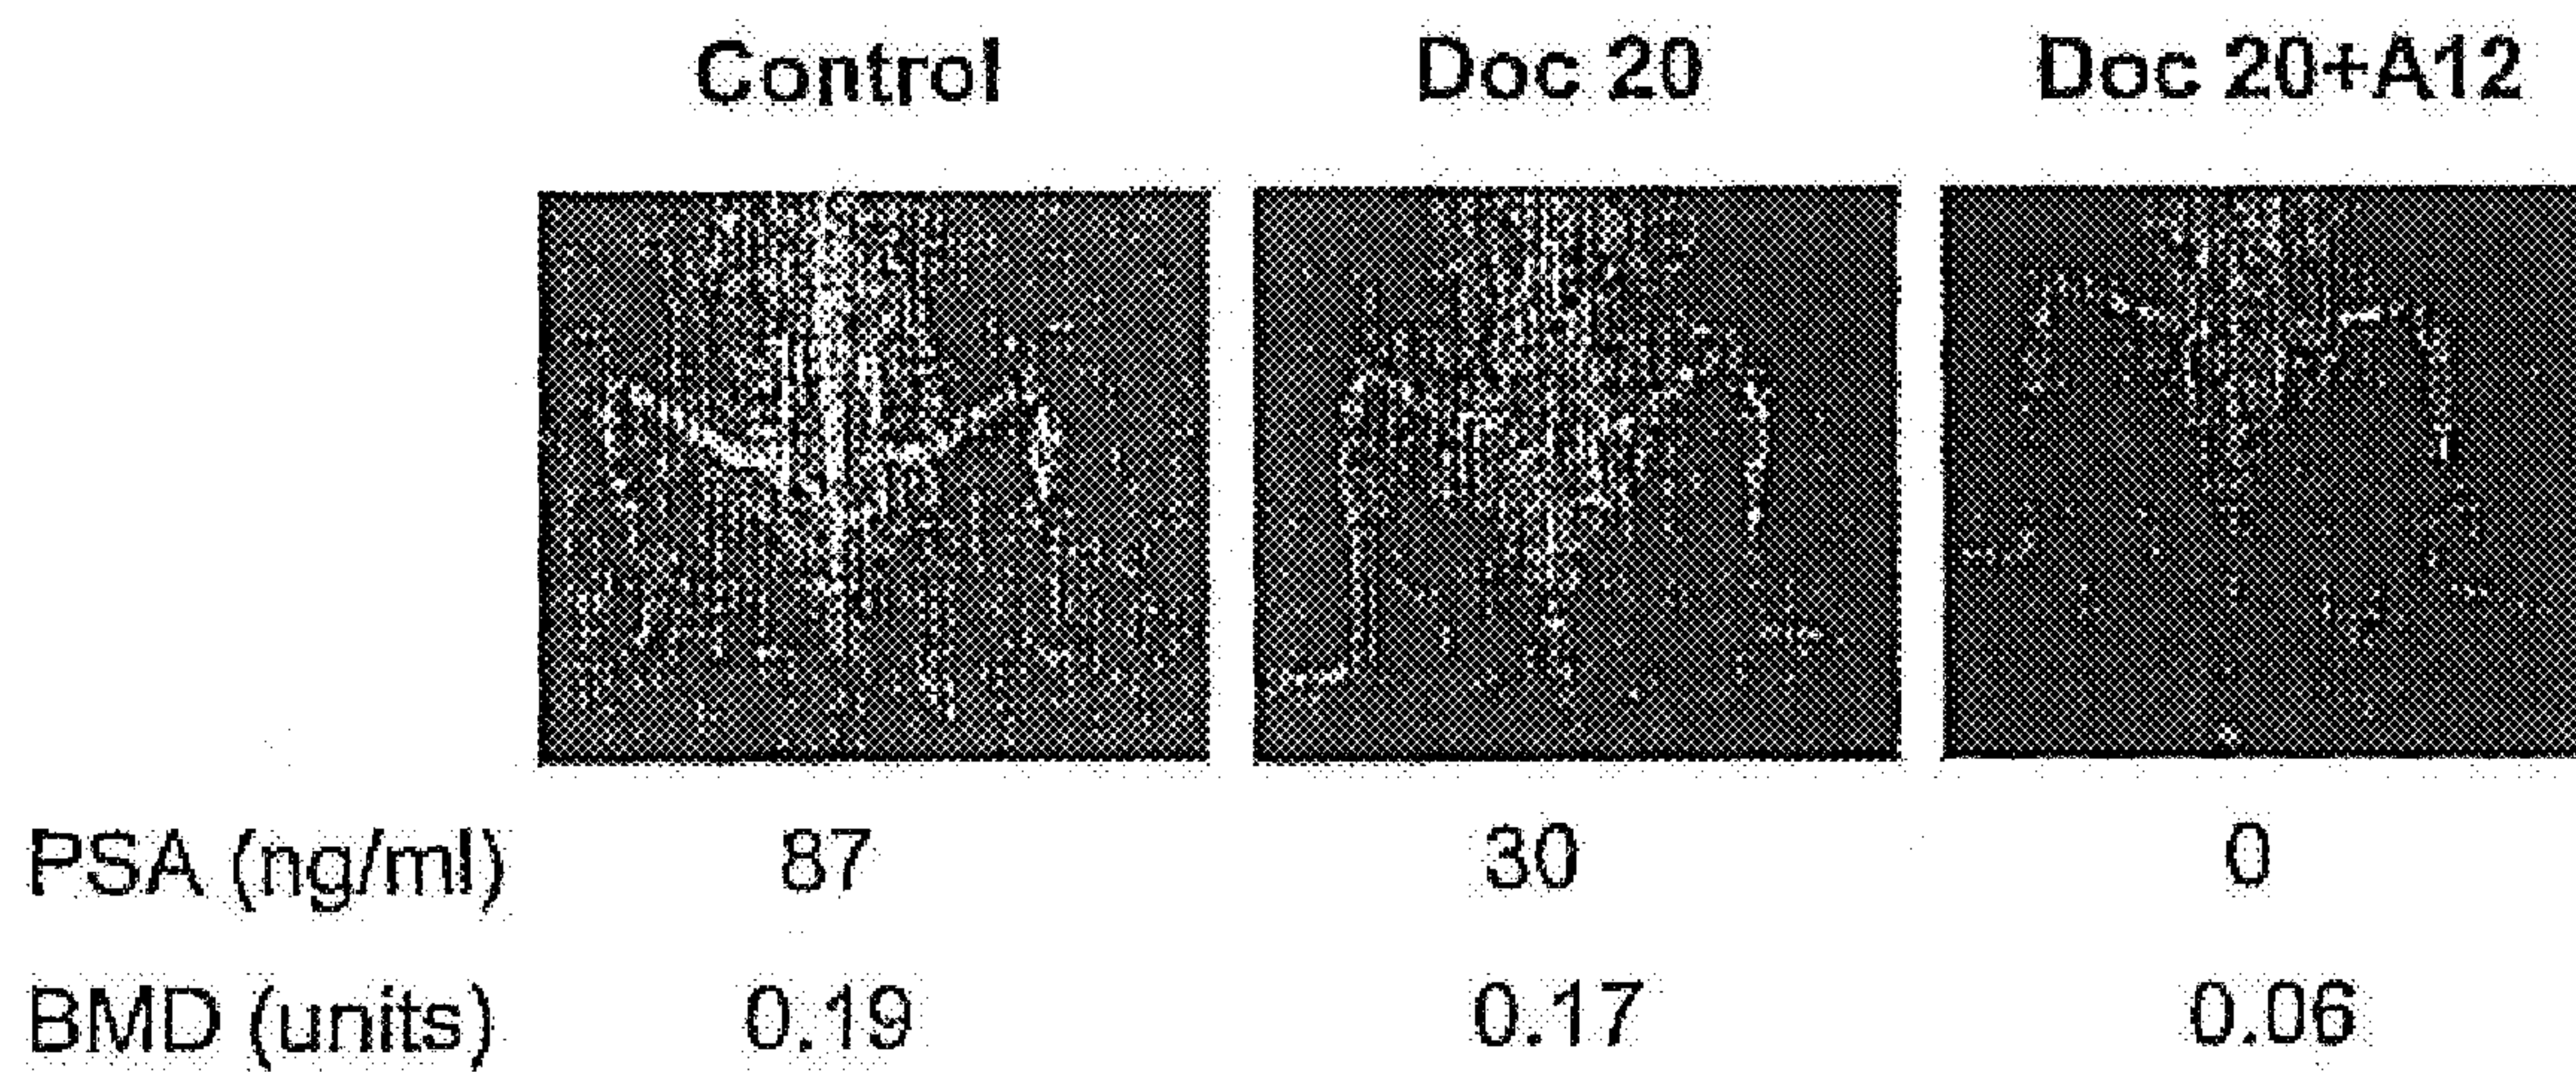 Control Doc 20 Doc 20+A12
PSA (ng/ml) 87 30 0
BMD (units) 0.19 0.17 0.06